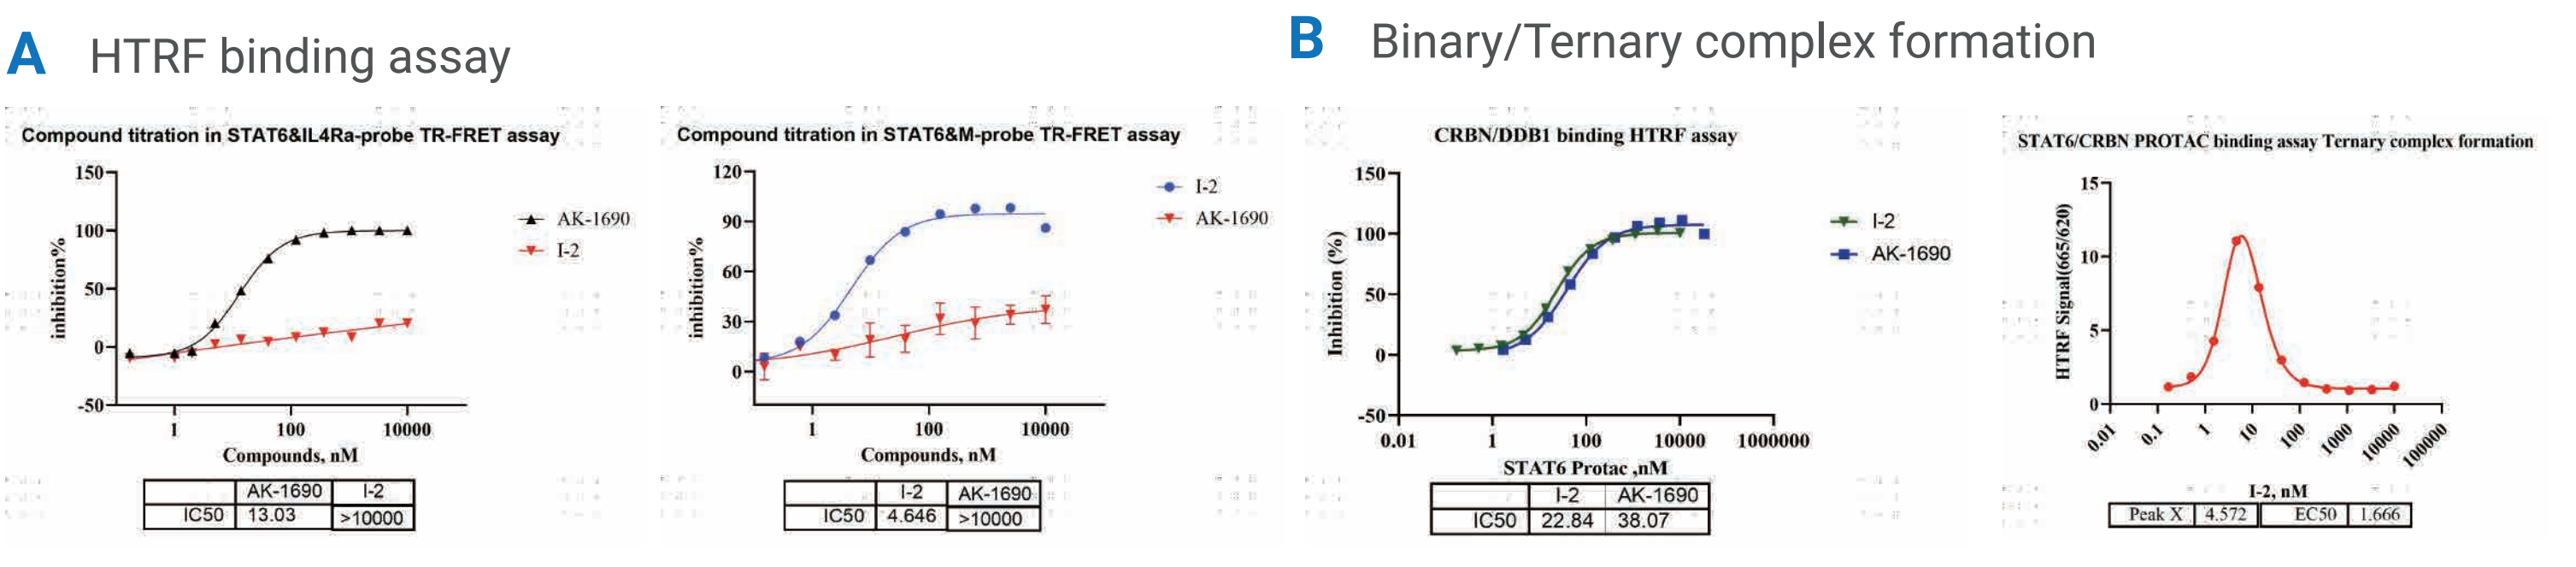 A HTRF binding assay
B Binary/Ternary complex formation
Compound titration in STAT6&IL4Ra-probe TR-FRET assay
150
100
50
0
-50
inhibition%
1
100
10000
Compounds, nM
AK-1690
I-2
AK-1690 I-2
IC50 13.03 >10000
Compound titration in STAT6&M-probe TR-FRET assay
120
90
60
30
0
inhibition%
1
100
10000
Compounds, nM
I-2
AK-1690
I-2 AK-1690
IC50 4.646 >10000
CRBN/DDB1 binding HTRF assay
150
100
50
0
-50
Inhibition (%)
0.01
1
100
10000
1000000
STAT6 Protac ,nM
I-2
AK-1690
I-2 AK-1690
IC50 22.84 38.07
STAT6/CRBN PROTAC binding assay Ternary complex formation
15
10
5
0
HTRF Signal(665/620)
0.01
0.1
1
10
100
1000
10000
100000
I-2, nM
Peak X 4.572 EC50 1.666